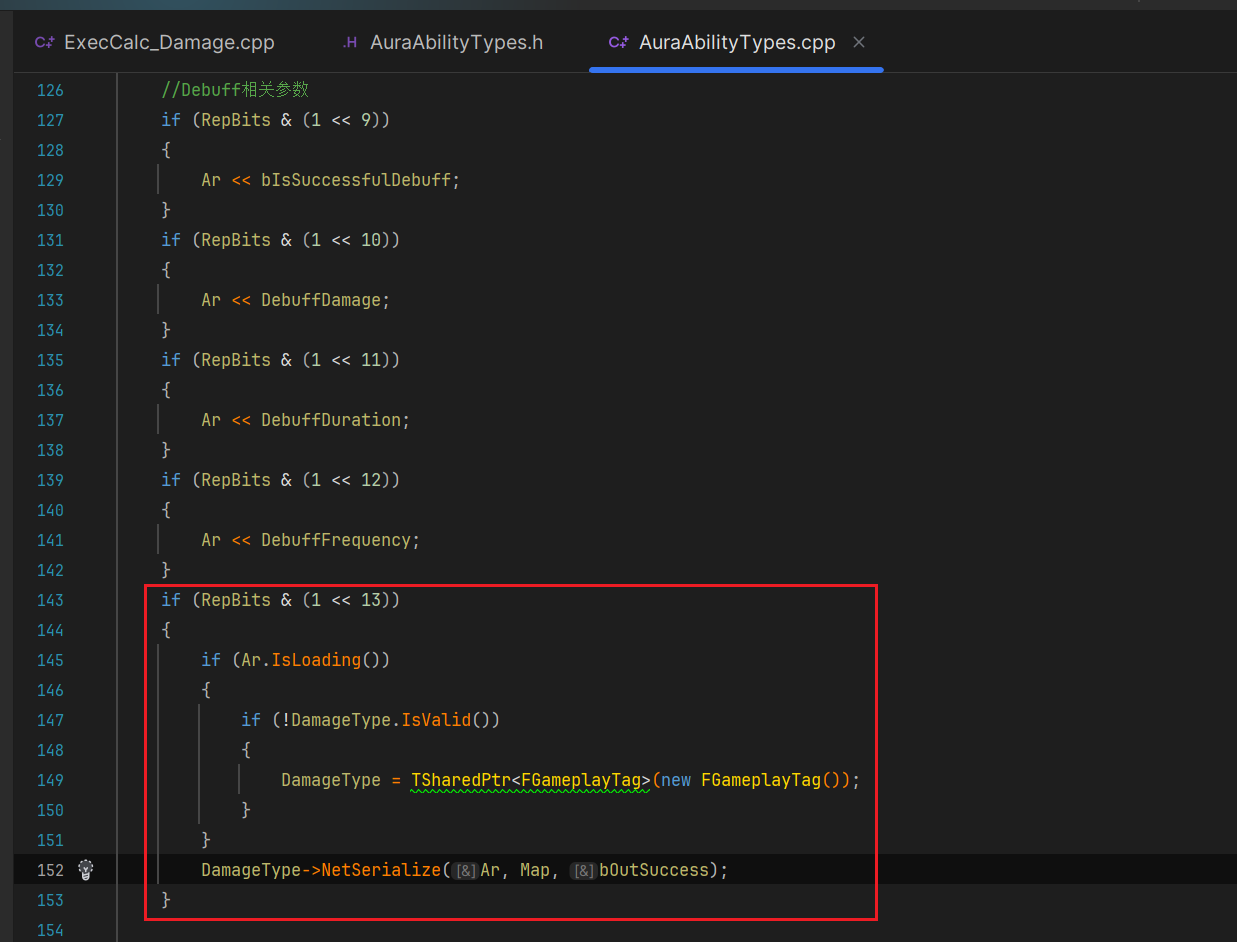 ExecCalc_Damage.cpp .H AuraAbilityTypes.h C+ AuraAbilityTypes.cpp ×
126 //Debuff相关参数
127 if (RepBits & (1 << 9))
128 {
129 Ar << bIsSuccessfulDebuff;
130 }
131 if (RepBits & (1 << 10))
132 {
133 Ar << DebuffDamage;
134 }
135 if (RepBits & (1 << 11))
136 {
137 Ar << DebuffDuration;
138 }
139 if (RepBits & (1 << 12))
140 {
141 Ar << DebuffFrequency;
142 }
143 if (RepBits & (1 << 13))
144 {
145 if (Ar.IsLoading())
146 {
147 if (!DamageType.IsValid())
148 {
149 DamageType = TSharedPtr<FGameplayTag>(new FGameplayTag());
150 }
151 }
152 DamageType->NetSerialize([&]Ar, Map, [&]bOutSuccess);
153 }
154